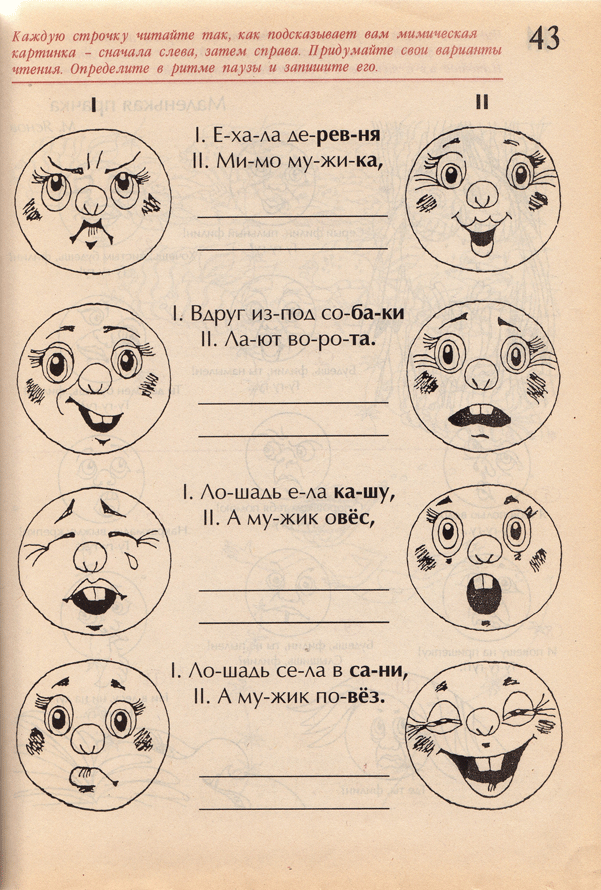 Каждую строчку читайте так, как подсказывает вам мимическая
картинка – сначала слева, затем справа. Придумайте свои варианты
чтения. Определите в ритме паузы и запишите его.
43
I
II
I. Е-ха-ла де-рев-ня
II. Ми-мо му-жи-ка,
I. Вдруг из-под со-ба-ки
II. Ла-ют во-ро-та.
I. Ло-шадь е-ла ка-шу,
II. А му-жик овёс,
I. Ло-шадь се-ла в са-ни,
II. А му-жик по-вёз.